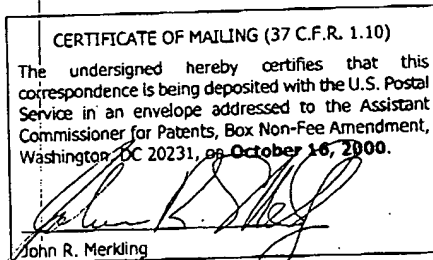 CERTIFICATE OF MAILING (37 C.F.R. 1.10)
The undersigned hereby certifies that this
correspondence is being deposited with the U.S. Postal
Service in an envelope addressed to the Assistant
Commissioner for Patents, Box Non-Fee Amendment,
Washington, DC 20231, on October 16, 2000.
John R. Merkling